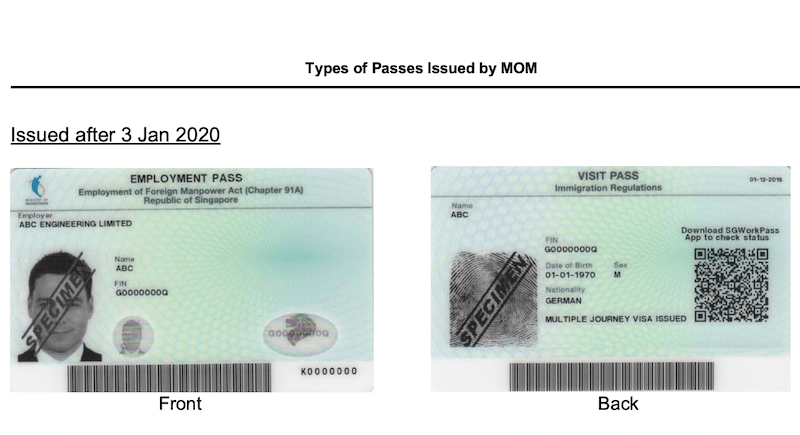 Types of Passes Issued by MOM
Issued after 3 Jan 2020
MINISTRY OF
MANPOWER
EMPLOYMENT PASS
Employment of Foreign Manpower Act (Chapter 91A)
Republic of Singapore
Employer
ABC ENGINEERING LIMITED
Name
ABC
FIN
G0000000Q
SPECIMEN
G0000000Q
K0000000
Front
VISIT PASS
Immigration Regulations
01-12-2016
Name
ABC
FIN
G0000000Q
Date of Birth Sex
01-01-1970 M
Nationality
GERMAN
MULTIPLE JOURNEY VISA ISSUED
SPECIMEN
Download SGWorkPass
App to check status
Back